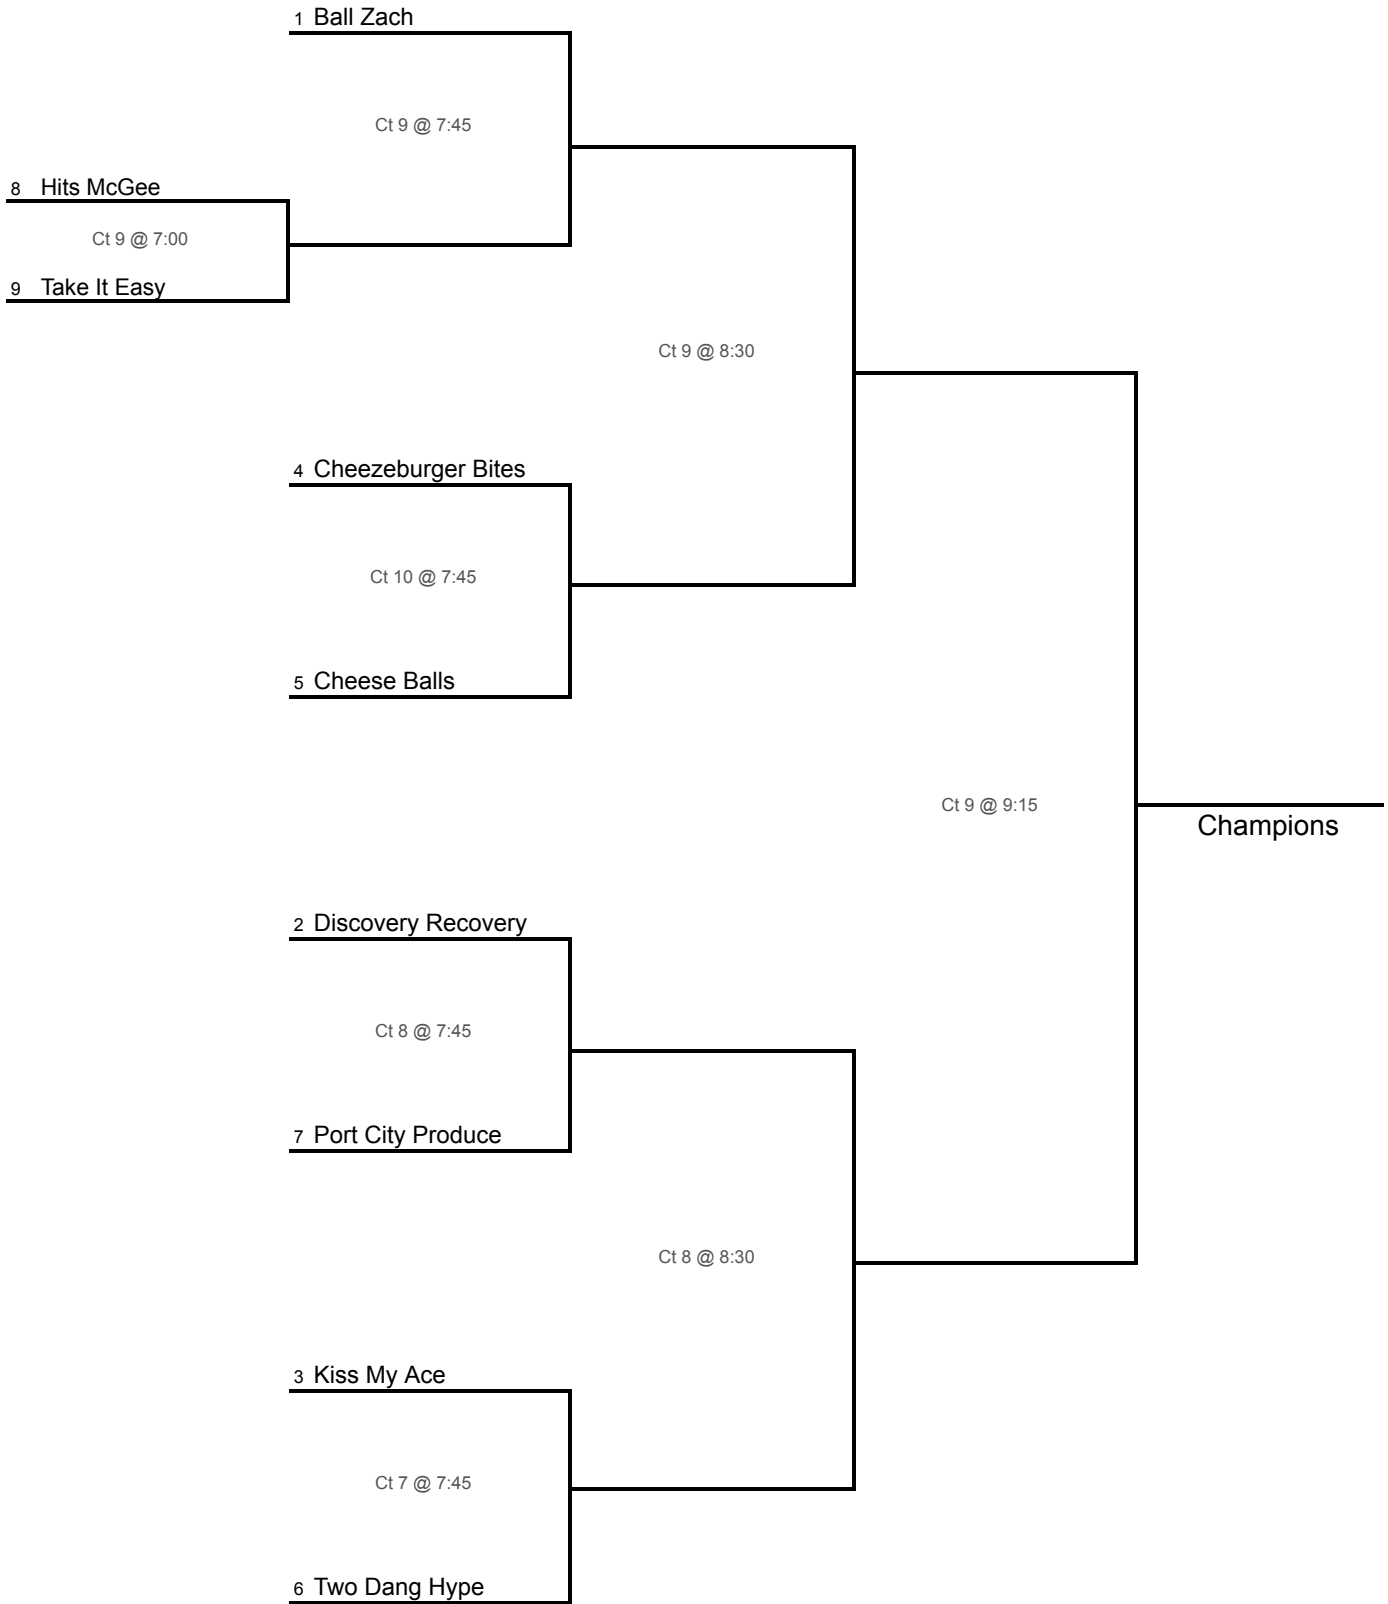 1 Ball Zach
Ct 9 @ 7:45
8 Hits McGee
Ct 9 @ 7:00
9 Take It Easy
Ct 9 @ 8:30
4 Cheezeburger Bites
Ct 10 @ 7:45
5 Cheese Balls
Ct 9 @ 9:15
Champions
2 Discovery Recovery
Ct 8 @ 7:45
7 Port City Produce
Ct 8 @ 8:30
3 Kiss My Ace
Ct 7 @ 7:45
6 Two Dang Hype